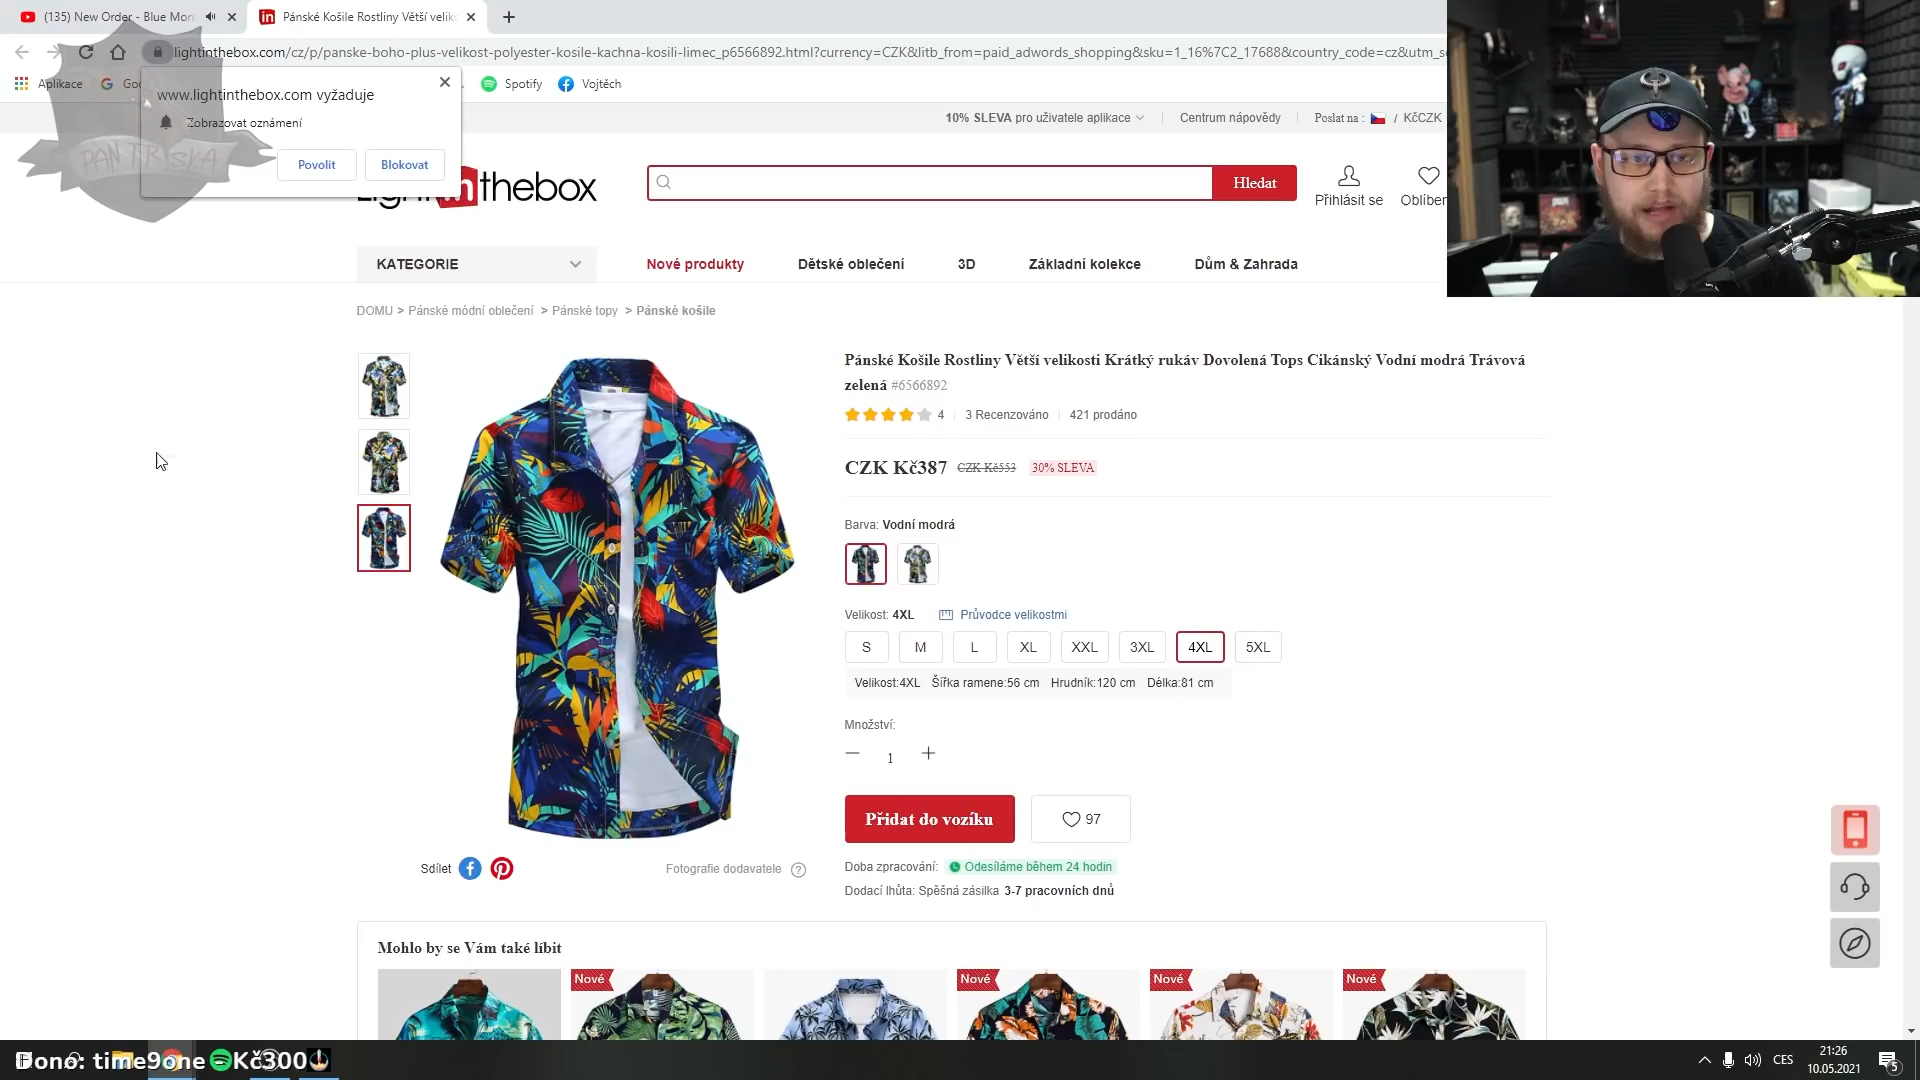 (135) New Order - Blue Mon
Pánské Košile Rostliny Větší velik
lightinthebox.com/cz/p/panske-boho-plus-velikost-polyester-kosile-kachna-kosili-limec_p6566892.html?currency=CZK&litb_from=paid_adwords_shopping&sku=1_16%7C2_17688&country_code=cz&utm_s
Aplikace
Goo
Spotify
Vojtěch
www.lightinthebox.com vyžaduje
Zobrazovat oznámení
Povolit
Blokovat
PAN TRISKA
10% SLEVA pro uživatele aplikace
Centrum nápovědy
Poslat na :
/ KčCZK
lightinthebox
Hledat
Přihlásit se
Oblíben
KATEGORIE
Nové produkty
Dětské oblečení
3D
Základní kolekce
Dům & Zahrada
DOMU > Pánské módní oblečení > Pánské topy > Pánské košile
Pánské Košile Rostliny Větší velikosti Krátký rukáv Dovolená Tops Cikánský Vodní modrá Trávová
zelená #6566892
4
3 Recenzováno
421 prodáno
CZK Kč387 CZK Kč553 30% SLEVA
Barva: Vodní modrá
Velikost: 4XL
Průvodce velikostmi
S
M
L
XL
XXL
3XL
4XL
5XL
Velikost:4XL Šířka ramene:56 cm Hrudník:120 cm Délka:81 cm
Množství:
1
Přidat do vozíku
97
Sdílet
Fotografie dodavatele ?
Doba zpracování: Odesíláme během 24 hodin
Dodací lhůta: Spěšná zásilka 3-7 pracovních dnů
Mohlo by se Vám také líbit
Nové
Nové
Nové
Nové
Dono: time9one Kč300
CES
21:26
10.05.2021
5